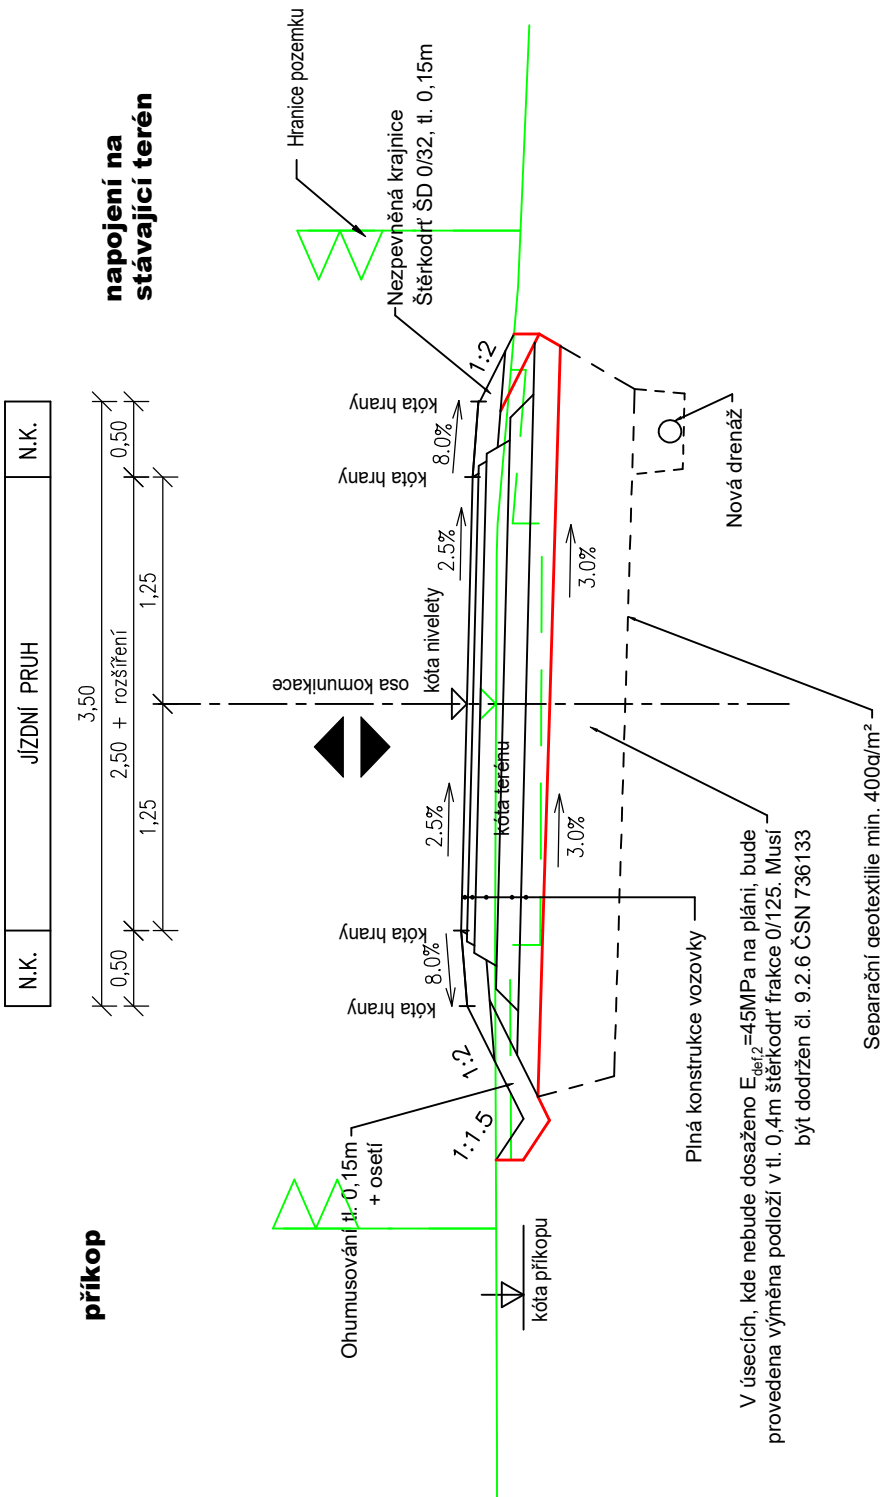 příkop
napojení na
stávající terén
N.K.
JÍZDNÍ PRUH
N.K.
3,50
0,50
2,50 + rozšíření
0,50
1,25
1,25
Hranice pozemku
Nezpevněná krajnice
Štěrkodrť ŠD 0/32, tl. 0,15m
Ohumusování tl. 0,15m
+ osetí
osa komunikace
kóta nivelety
kóta hrany
kóta hrany
kóta hrany
kóta hrany
8.0%
2.5%
2.5%
8.0%
1:1.5
1:2
1:2
kóta terénu
kóta příkopu
3.0%
3.0%
Plná konstrukce vozovky
Nová drenáž
V úsecích, kde nebude dosaženo Edef,2=45MPa na pláni, bude
provedena výměna podloží v tl. 0,4m štěrkodrť frakce 0/125. Musí
být dodržen čl. 9.2.6 ČSN 736133
Separační geotextilie min. 400g/m²